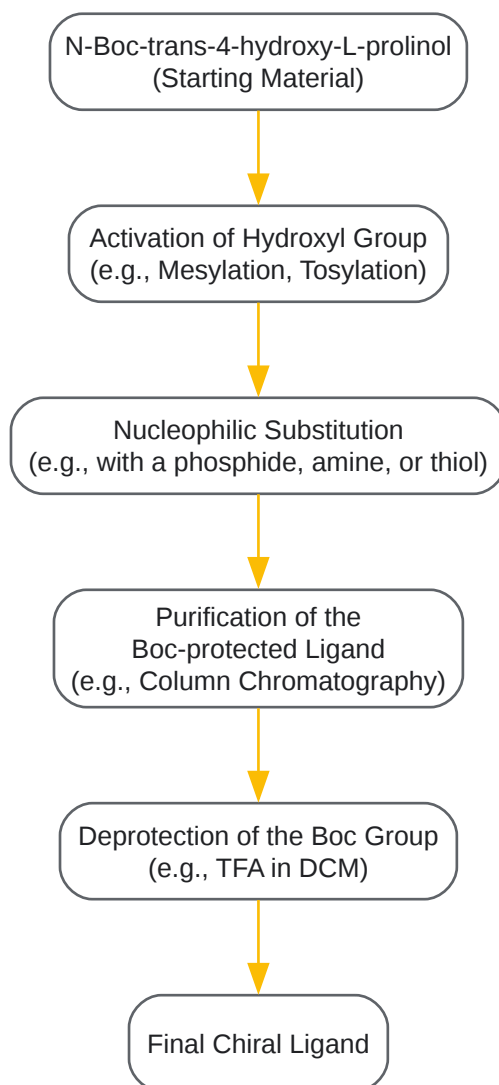 N-Boc-trans-4-hydroxy-L-prolinol
(Starting Material)
Activation of Hydroxyl Group
(e.g., Mesylation, Tosylation)
Nucleophilic Substitution
(e.g., with a phosphide, amine, or thiol)
Purification of the
Boc-protected Ligand
(e.g., Column Chromatography)
Deprotection of the Boc Group
(e.g., TFA in DCM)
Final Chiral Ligand